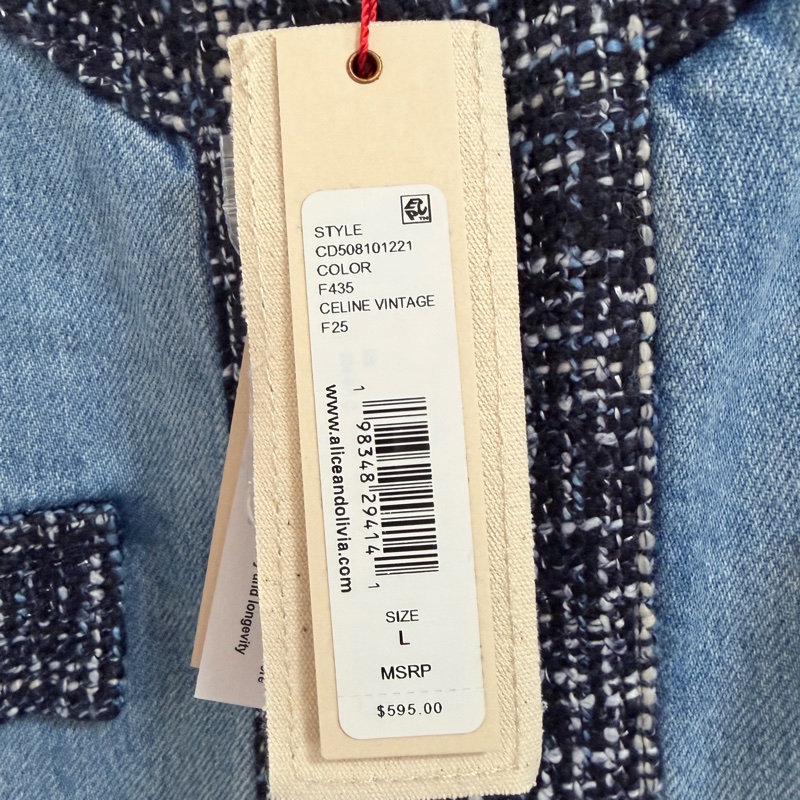 STYLE
CD508101221
COLOR
F435
CELINE VINTAGE
F25
www.aliceandolivia.com
1 98348 29414 1
SIZE
L
MSRP
$595.00
and longevity